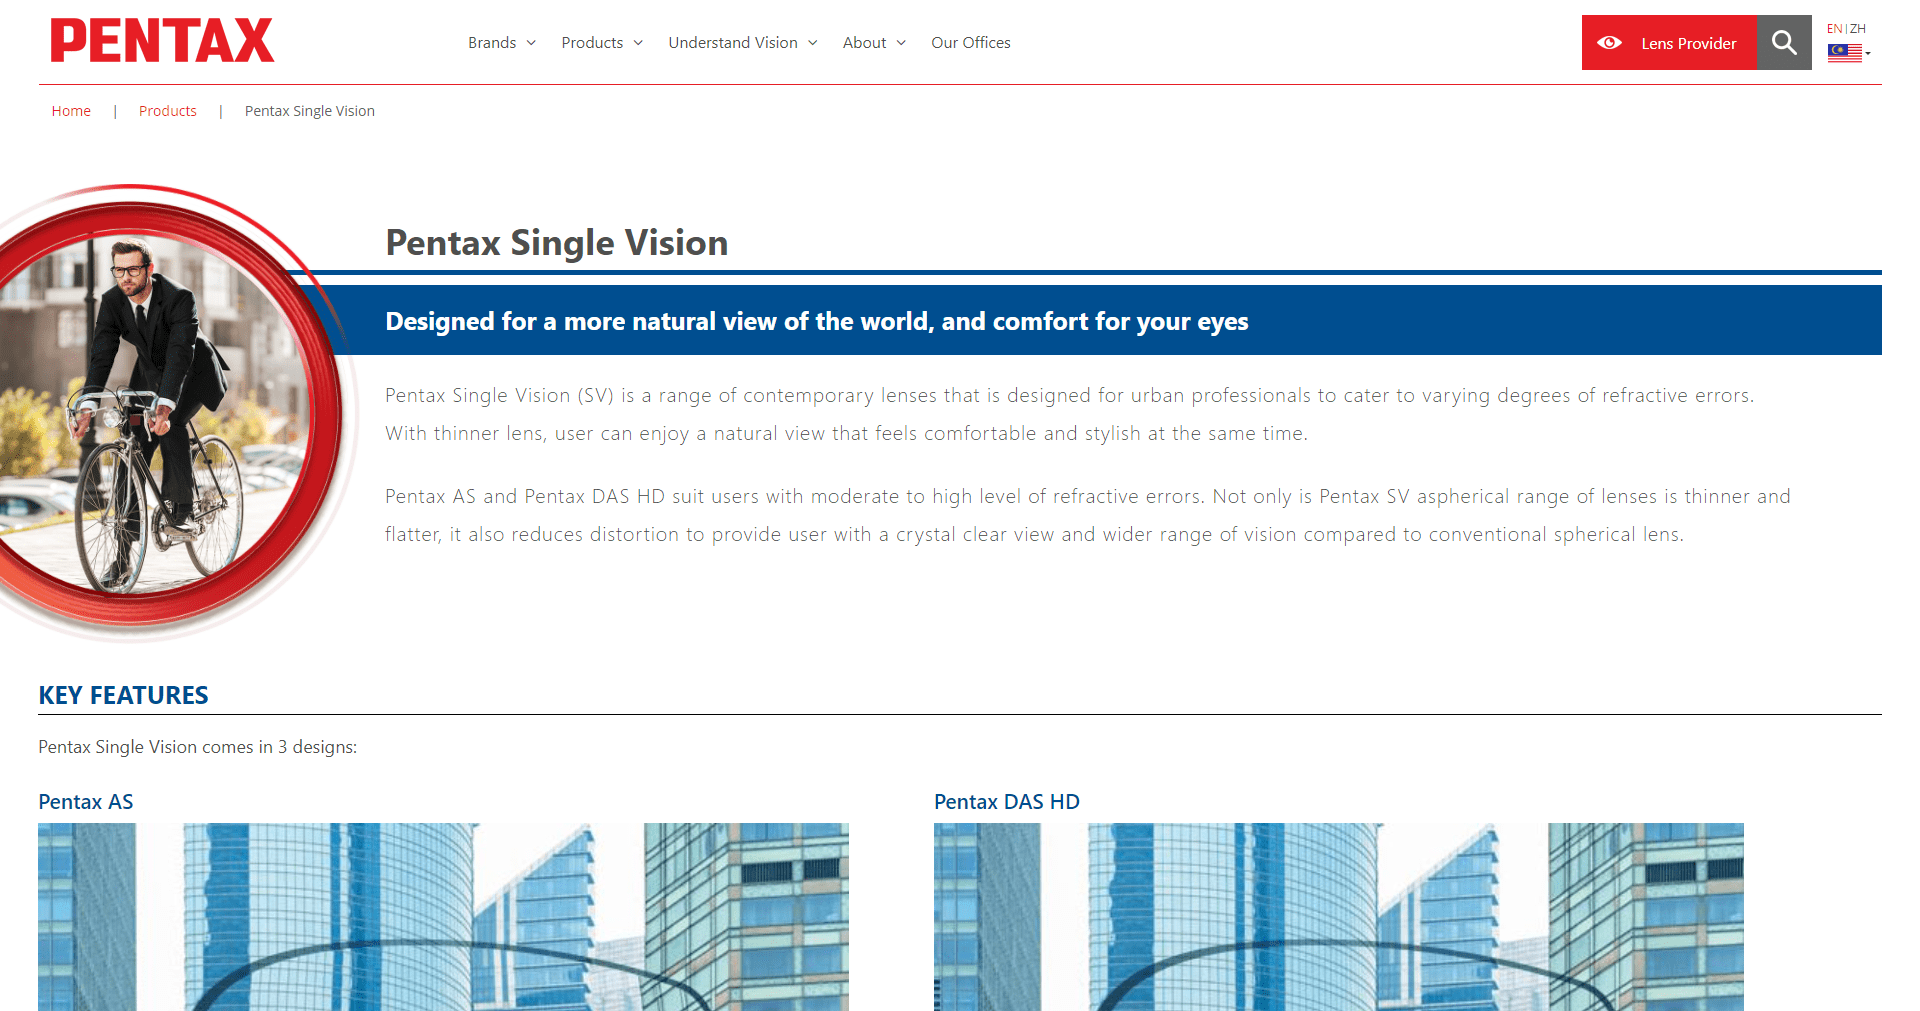 PENTAX
Brands
Products
Understand Vision
About
Our Offices
Lens Provider
EN|ZH
Home | Products | Pentax Single Vision
Pentax Single Vision
Designed for a more natural view of the world, and comfort for your eyes
Pentax Single Vision (SV) is a range of contemporary lenses that is designed for urban professionals to cater to varying degrees of refractive errors.
With thinner lens, user can enjoy a natural view that feels comfortable and stylish at the same time.
Pentax AS and Pentax DAS HD suit users with moderate to high level of refractive errors. Not only is Pentax SV aspherical range of lenses is thinner and
flatter, it also reduces distortion to provide user with a crystal clear view and wider range of vision compared to conventional spherical lens.
KEY FEATURES
Pentax Single Vision comes in 3 designs:
Pentax AS
Pentax DAS HD